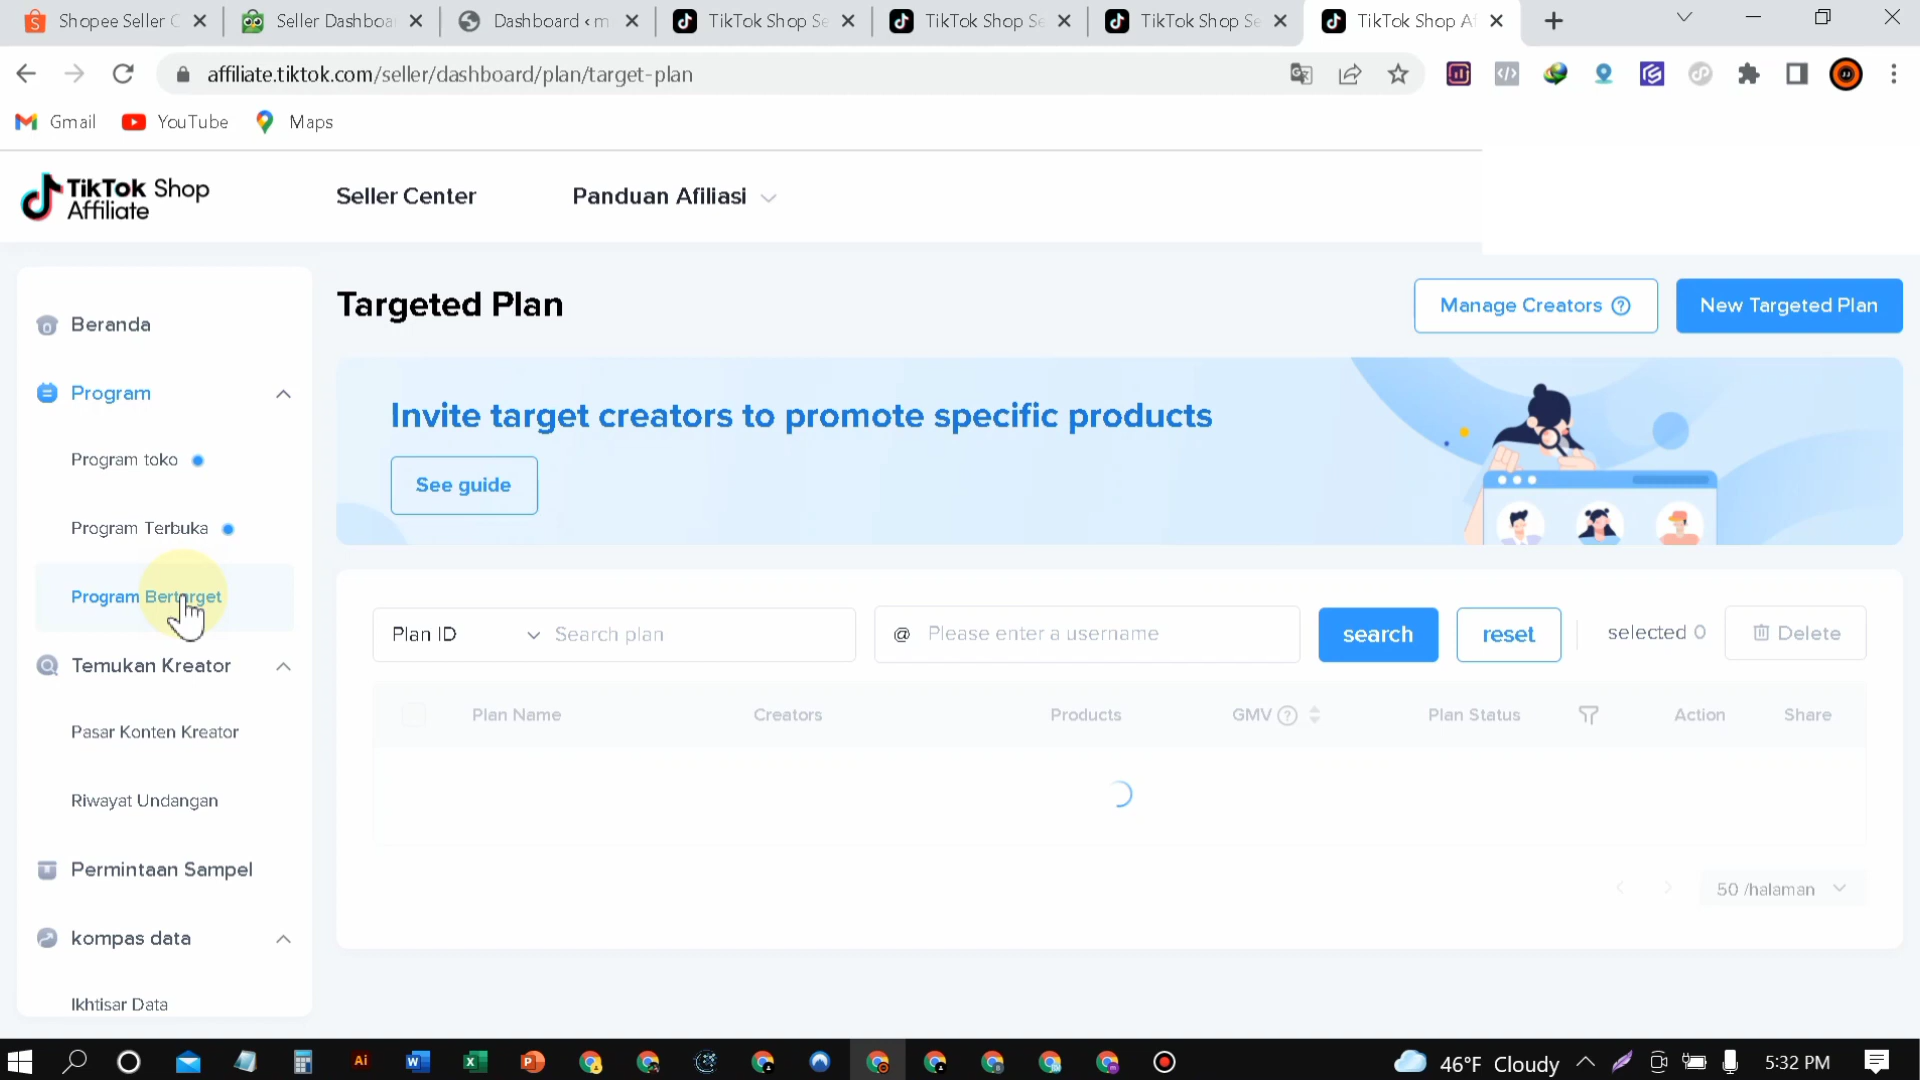 Shopee Seller C
Seller Dashboar
Dashboard ‹ m
TikTok Shop Se
TikTok Shop Se
TikTok Shop Se
TikTok Shop Af
affiliate.tiktok.com/seller/dashboard/plan/target-plan
Gmail
YouTube
Maps
TikTok Shop
Affiliate
Seller Center
Panduan Afiliasi
Beranda
Program
Program toko
Program Terbuka
Program Bertarget
Temukan Kreator
Pasar Konten Kreator
Riwayat Undangan
Permintaan Sampel
kompas data
Ikhtisar Data
Targeted Plan
Manage Creators ?
New Targeted Plan
Invite target creators to promote specific products
See guide
Plan ID
Search plan
@ Please enter a username
search
reset
selected 0
Delete
Plan Name
Creators
Products
GMV ?
Plan Status
Action
Share
50 /halaman
46°F Cloudy
5:32 PM